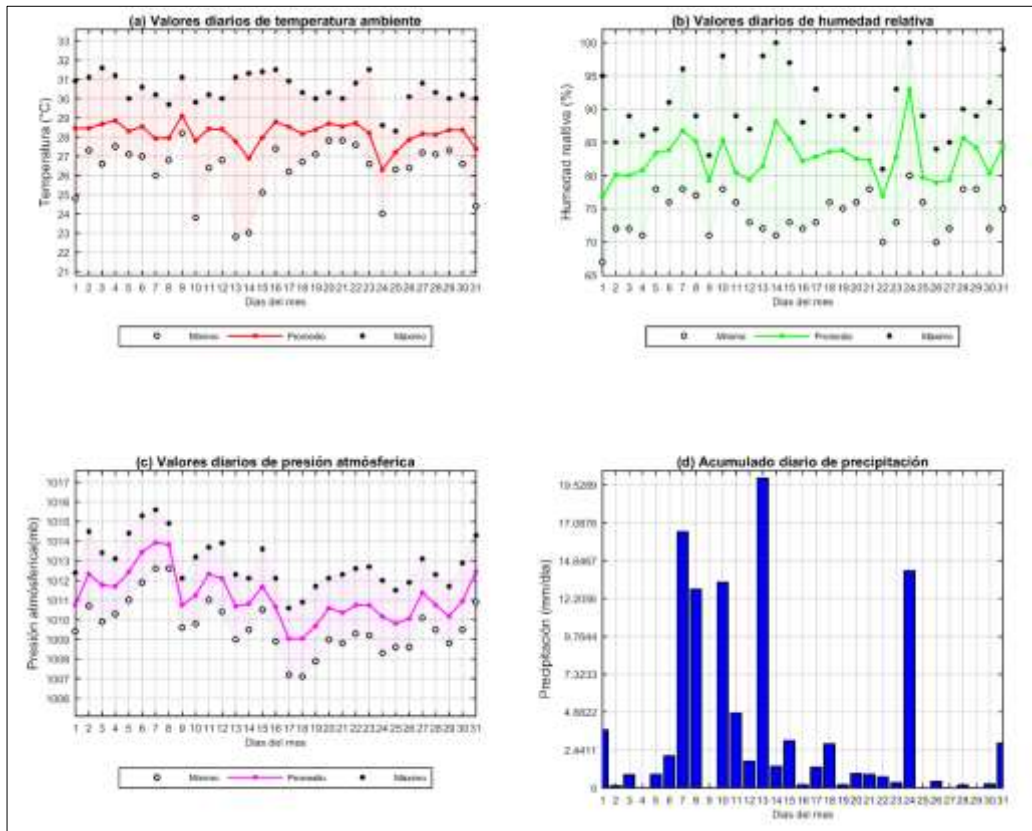 (a) Valores diarios de temperatura ambiente
Temperatura (°C)
33
32
31
30
29
28
27
26
25
24
23
22
21
1 2 3 4 5 6 7 8 9 10 11 12 13 14 15 16 17 18 19 20 21 22 23 24 25 26 27 28 29 30 31
Dias del mes
Mínimo Promedio Máximo
(b) Valores diarios de humedad relativa
Humedad realtiva (%)
100
95
90
85
80
75
70
65
1 2 3 4 5 6 7 8 9 10 11 12 13 14 15 16 17 18 19 20 21 22 23 24 25 26 27 28 29 30 31
Dias del mes
Mínimo Promedio Máximo
(c) Valores diarios de presión atmósferica
Presión atmósferica(mb)
1017
1016
1015
1014
1013
1012
1011
1010
1009
1008
1007
1006
1 2 3 4 5 6 7 8 9 10 11 12 13 14 15 16 17 18 19 20 21 22 23 24 25 26 27 28 29 30 31
Dias del mes
Mínimo Promedio Máximo
(d) Acumulado diario de precipitación
Precipitación (mm/dia)
19.5289
14.6467
9.7644
7.3233
4.8822
2.4411
0
1 2 3 4 5 6 7 8 9 10 11 12 13 14 15 16 17 18 19 20 21 22 23 24 25 26 27 28 29 30 31
Dias del mes